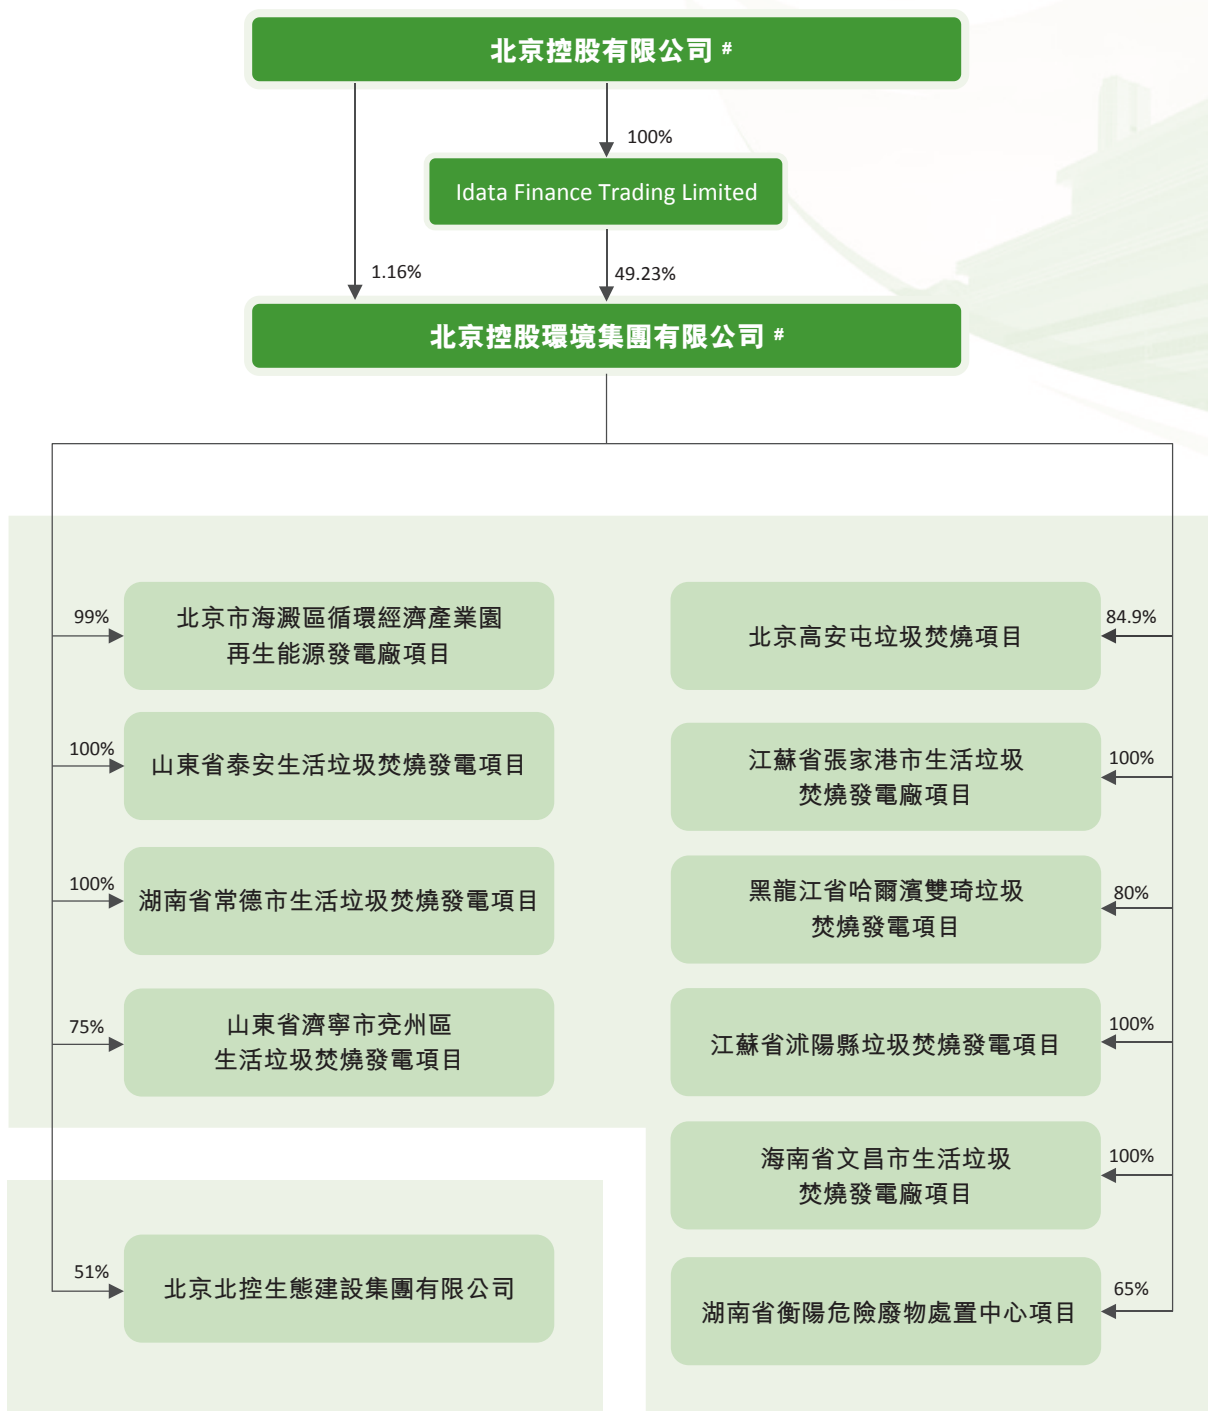 北京控股有限公司 #
100%
Idata Finance Trading Limited
1.16%
49.23%
北京控股環境集團有限公司 #
99%
北京市海澱區循環經濟產業園
再生能源發電廠項目
100%
山東省泰安生活垃圾焚燒發電項目
100%
湖南省常德市生活垃圾焚燒發電項目
75%
山東省濟寧市兗州區
生活垃圾焚燒發電項目
51%
北京北控生態建設集團有限公司
84.9%
北京高安屯垃圾焚燒項目
100%
江蘇省張家港市生活垃圾
焚燒發電廠項目
80%
黑龍江省哈爾濱雙琦垃圾
焚燒發電項目
100%
江蘇省沭陽縣垃圾焚燒發電項目
100%
海南省文昌市生活垃圾
焚燒發電廠項目
65%
湖南省衡陽危險廢物處置中心項目